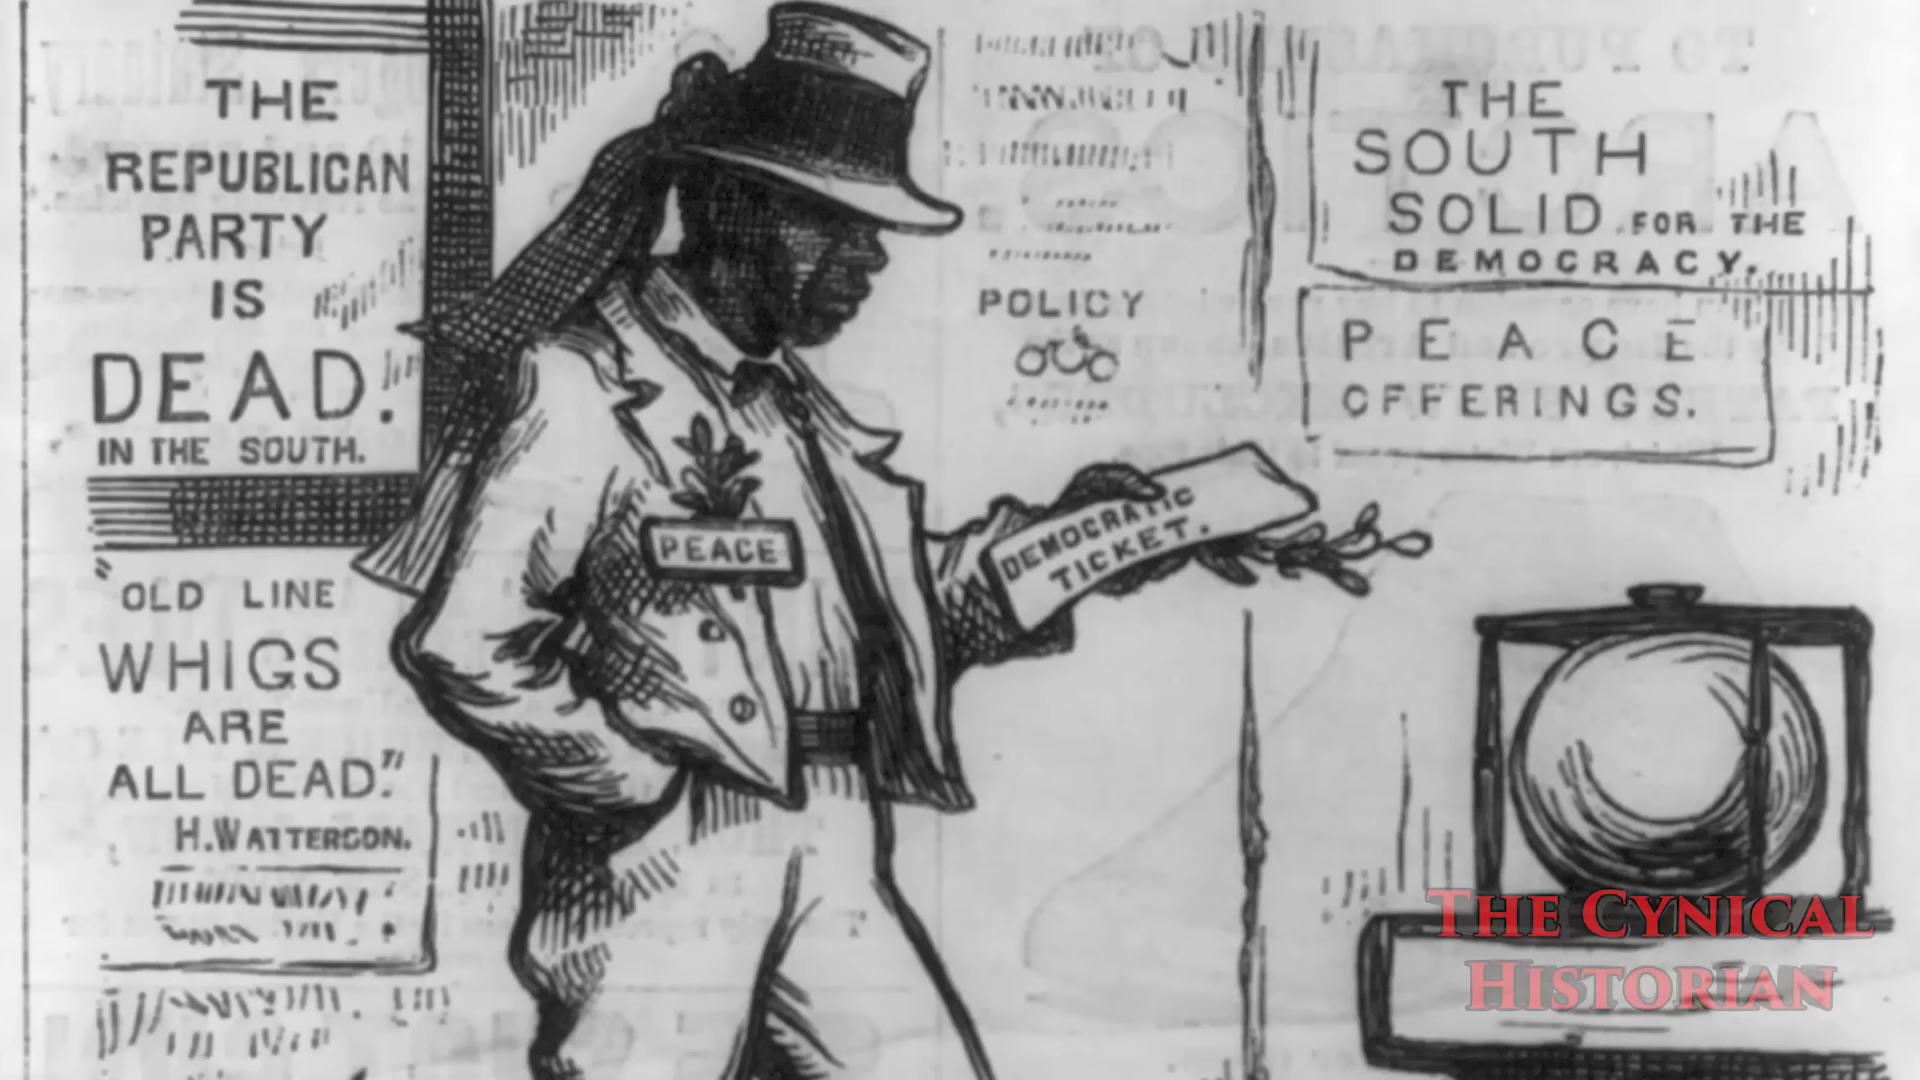 THE
REPUBLICAN
PARTY
IS
DEAD!
IN THE SOUTH.
"OLD LINE
WHIGS
ARE
ALL DEAD."
H. WATTERSON.
PEACE
DEMOCRATIC
TICKET.
POLICY
THE
SOUTH
SOLID FOR THE
DEMOCRACY.
PEACE
OFFERINGS.
THE CYNICAL
HISTORIAN